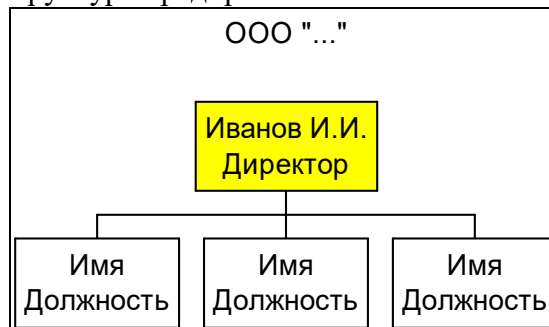 ООО "..."
Иванов И.И.
Директор
Имя
Должность
Имя
Должность
Имя
Должность